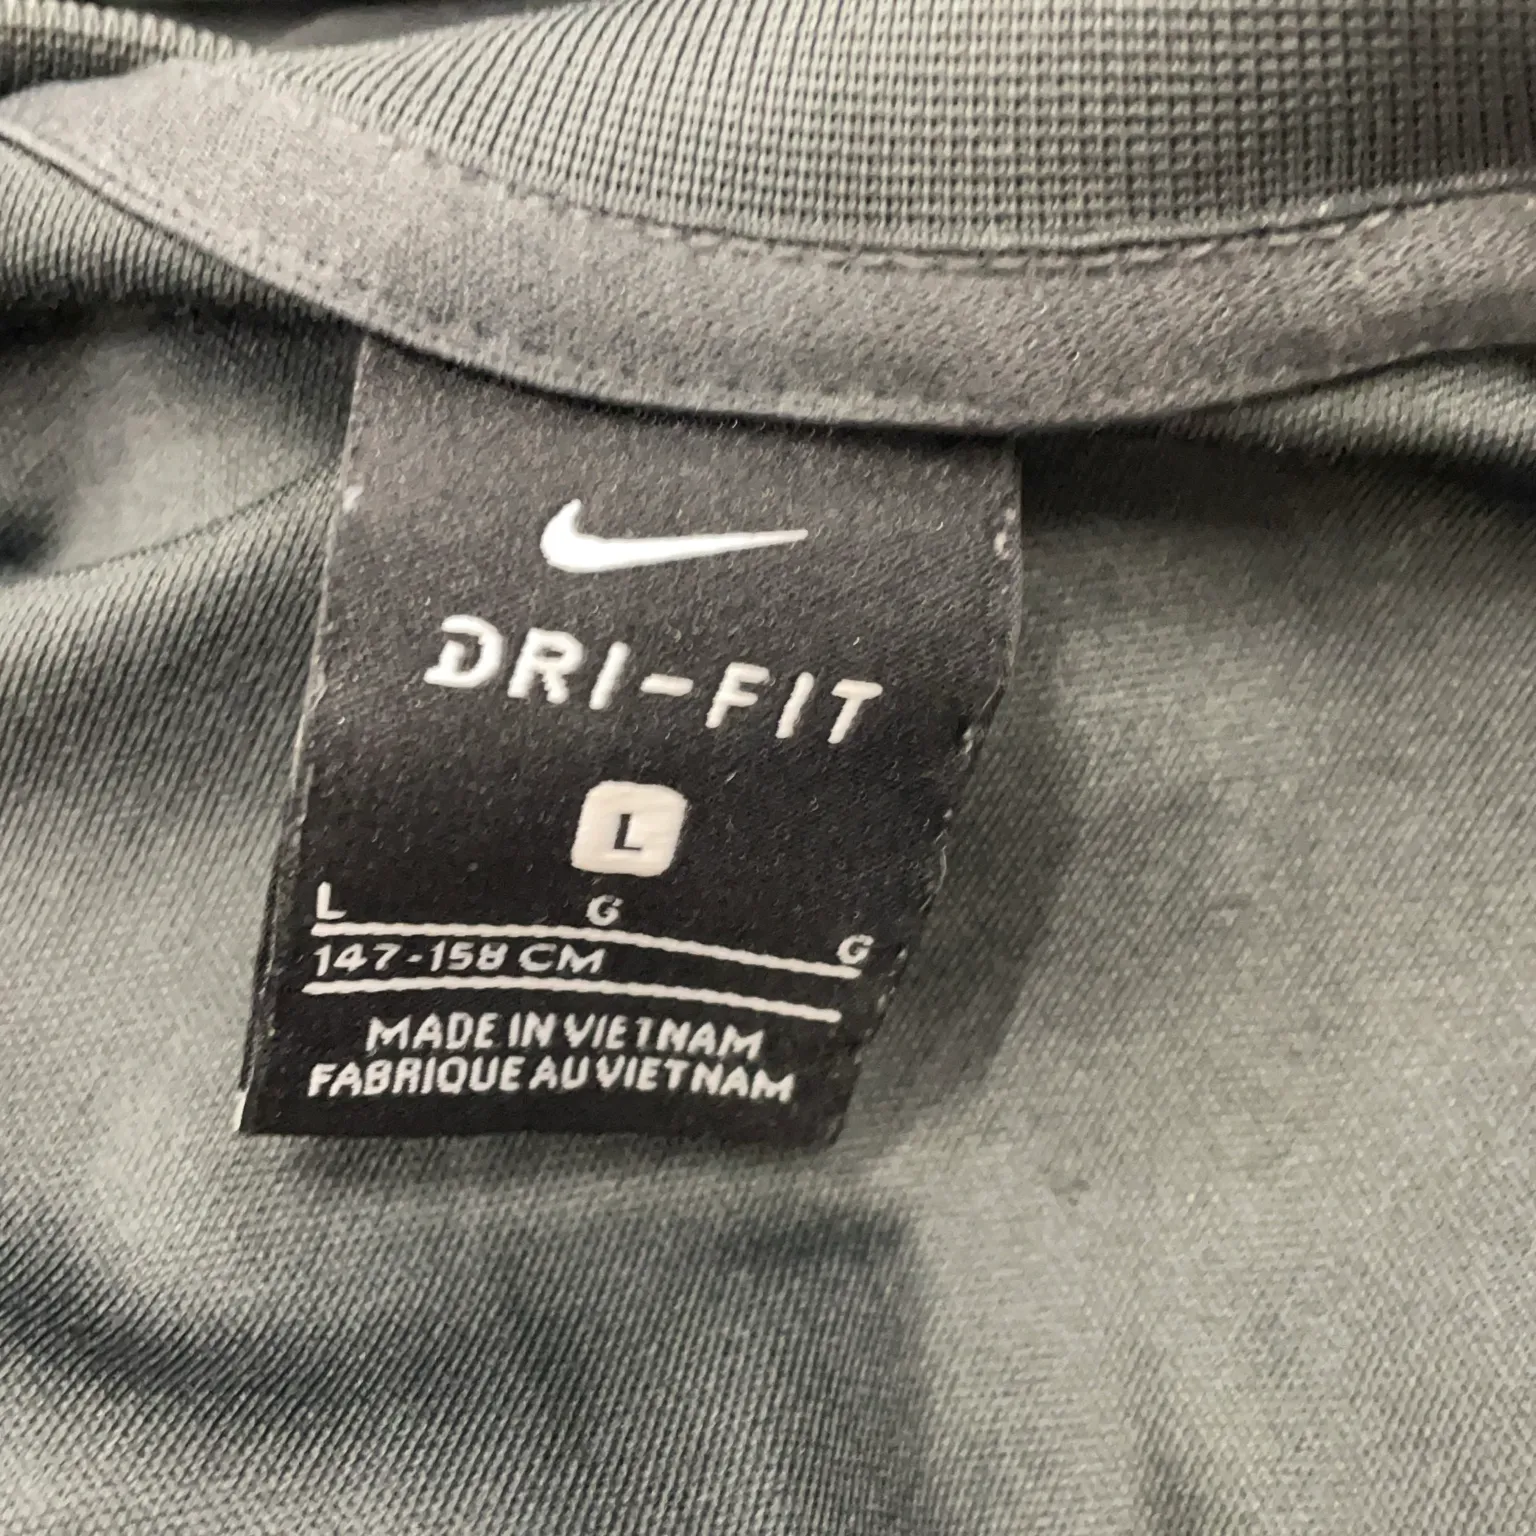 DRI-FIT
L
L G G
147-158 CM
MADE IN VIETNAM
FABRIQUE AU VIETNAM